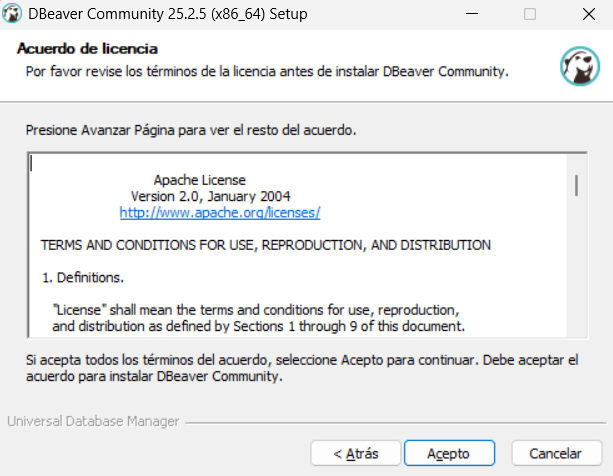 DBeaver Community 25.2.5 (x86_64) Setup
Acuerdo de licencia
Por favor revise los términos de la licencia antes de instalar DBeaver Community.
Presione Avanzar Página para ver el resto del acuerdo.
Apache License
Version 2.0, January 2004
http://www.apache.org/licenses/
TERMS AND CONDITIONS FOR USE, REPRODUCTION, AND DISTRIBUTION
1. Definitions.
"License" shall mean the terms and conditions for use, reproduction,
and distribution as defined by Sections 1 through 9 of this document.
Si acepta todos los términos del acuerdo, seleccione Acepto para continuar. Debe aceptar el
acuerdo para instalar DBeaver Community.
Universal Database Manager
< Atrás Acepto Cancelar